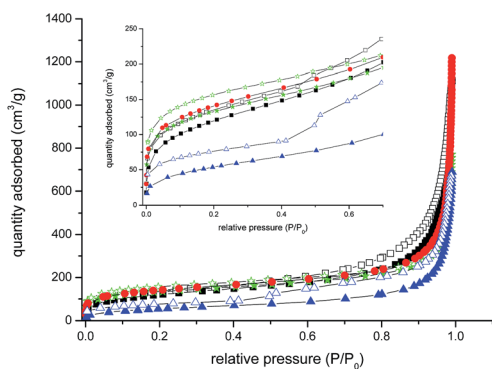 1400
1200
1000
800
600
400
200
0
quantity adsorbed (cm³/g)
0.0 0.2 0.4 0.6 0.8 1.0
relative pressure (P/P₀)
250
200
150
100
50
0
quantity adsorbed (cm³/g)
0.0 0.2 0.4 0.6
relative pressure (P/P₀)